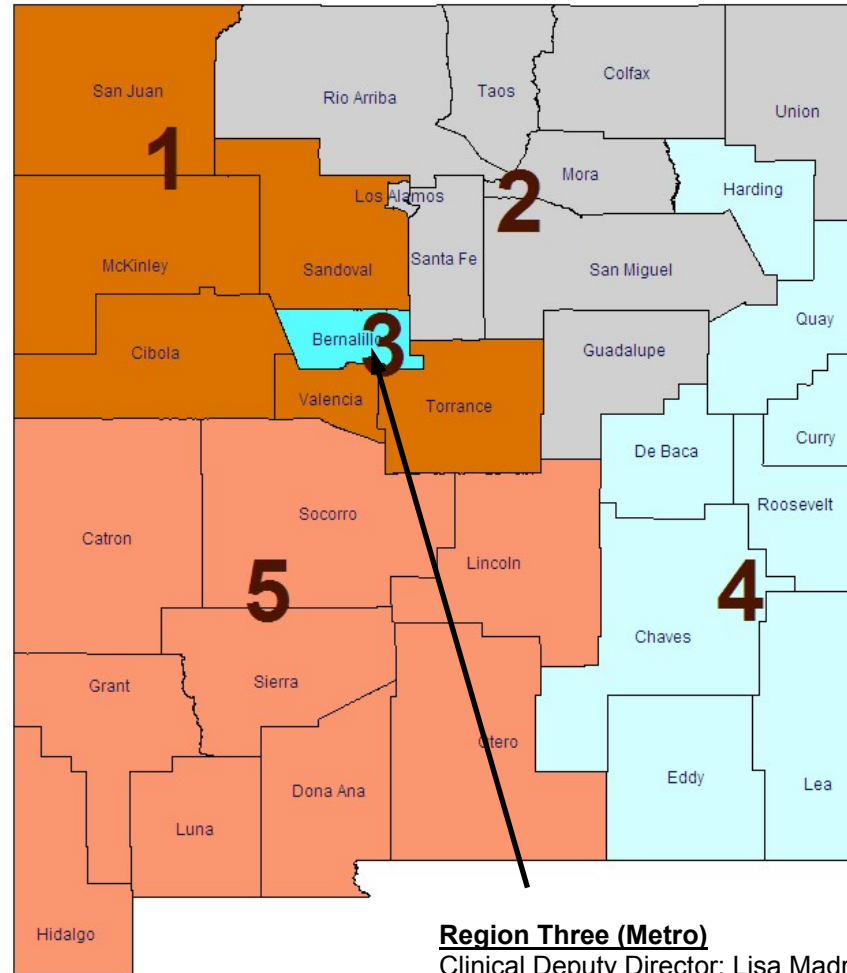 San Juan
Rio Arriba
Taos
Colfax
Union
1
Los Alamos
2
Mora
Harding
McKinley
Sandoval
Santa Fe
San Miguel
Quay
Cibola
Bernalillo
3
Guadalupe
Valencia
Torrance
De Baca
Curry
Roosevelt
Catron
Socorro
Lincoln
5
4
Chaves
Grant
Sierra
Otero
Eddy
Lea
Dona Ana
Luna
Hidalgo
Region Three (Metro)
Clinical Deputy Director: Lisa